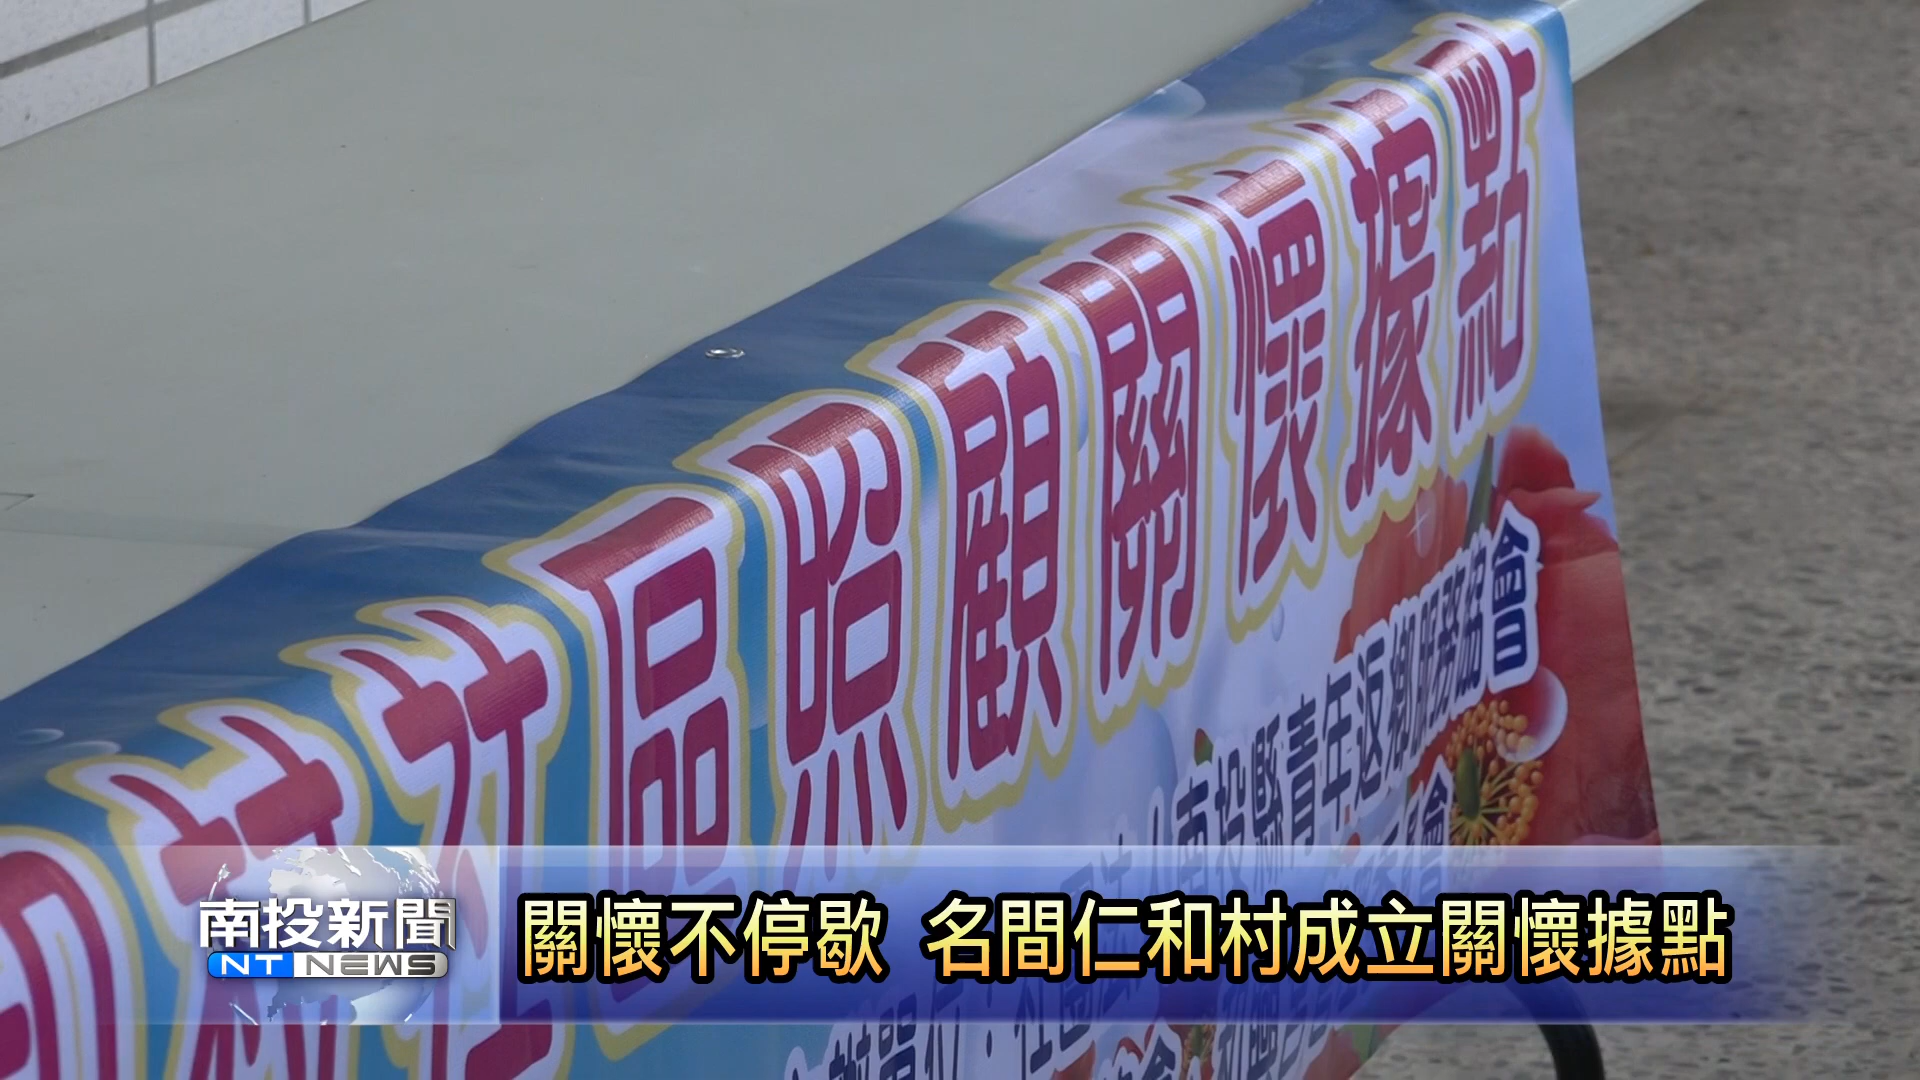 村社區照顧關懷據點
南投縣青年返鄉服務協會
南投新聞
NT NEWS
關懷不停歇 名間仁和村成立關懷據點